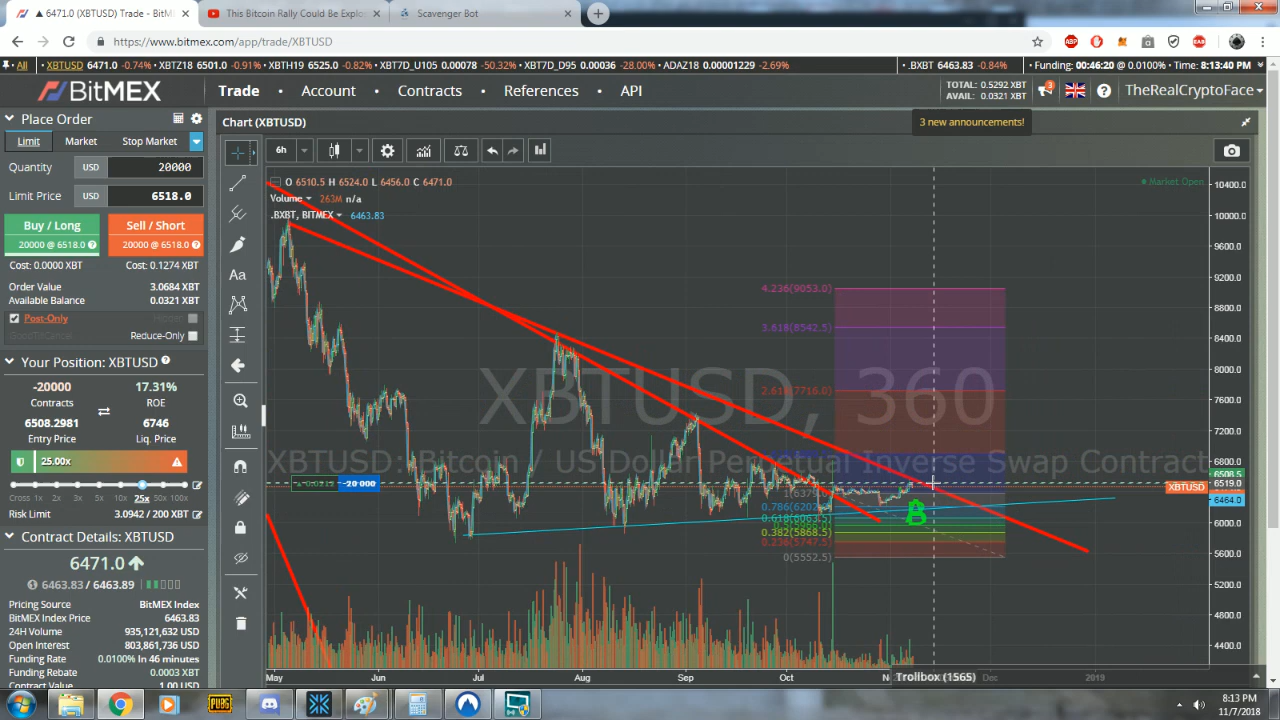 ▲ 6471.0 (XBTUSD) Trade - BitM
This Bitcoin Rally Could Be Explos
Scavenger Bot
https://www.bitmex.com/app/trade/XBTUSD
All
XBTUSD 6471.0 -0.74% XBTZ18 6501.0 -0.91% XBTH19 6525.0 -0.82% XBT7D_U105 0.00078 -50.32% XBT7D_D95 0.00036 -28.00% ADAZ18 0.00001229 -2.69%
.BXBT 6463.83 -0.84%
Funding: 00:46:20 @ 0.0100% Time: 8:13:40 PM
BitMEX
Trade
Account
Contracts
References
API
TOTAL: 0.5292 XBT
AVAIL: 0.0321 XBT
3
TheRealCryptoFace
3 new announcements!
Place Order
Limit
Market
Stop Market
Quantity USD 20000
Limit Price USD 6518.0
Buy / Long
20000 @ 6518.0
Sell / Short
20000 @ 6518.0
Cost: 0.0000 XBT
Cost: 0.1274 XBT
Order Value 3.0684 XBT
Available Balance 0.0321 XBT
Post-Only
Reduce-Only
Your Position: XBTUSD
-20000
Contracts
17.31%
ROE
6508.2981
Entry Price
6746
Liq. Price
25.00x
Cross 1x 2x 3x 5x 10x 25x 50x 100x
Risk Limit 3.0942 / 200 XBT
Contract Details: XBTUSD
6471.0
6463.83 / 6463.89
Pricing Source BitMEX Index
BitMEX Index Price 6463.83
24H Volume 935,121,632 USD
Open Interest 803,861,736 USD
Funding Rate 0.0100% In 46 minutes
Funding Rebate 0.0003 XBT
Contract Value 1.00 USD
Chart (XBTUSD)
6h
O 6510.5 H 6524.0 L 6456.0 C 6471.0
Volume 263M n/a
.BXBT, BITMEX 6463.83
Market Open
Aa
XBTUSD, 360
XBTUSD: Bitcoin / US Dollar Perpetual Inverse Swap Contract
4.236(9053.0)
3.618(8542.5)
2.618(7716.0)
1(6379.0)
0.786(6202)
0.618(6063.5)
0.382(5868.5)
0.236(5747.5)
0(5552.5)
-20 000
10400.0
10000.0
9600.0
9200.0
8800.0
8400.0
8000.0
7600.0
7200.0
6800.0
6508.5
6519.0
XBTUSD
6464.0
6000.0
5600.0
5200.0
4800.0
4400.0
May
Jun
Jul
Aug
Sep
Oct
Dec
2019
Trollbox (1565)
PUBG
8:13 PM
11/7/2018